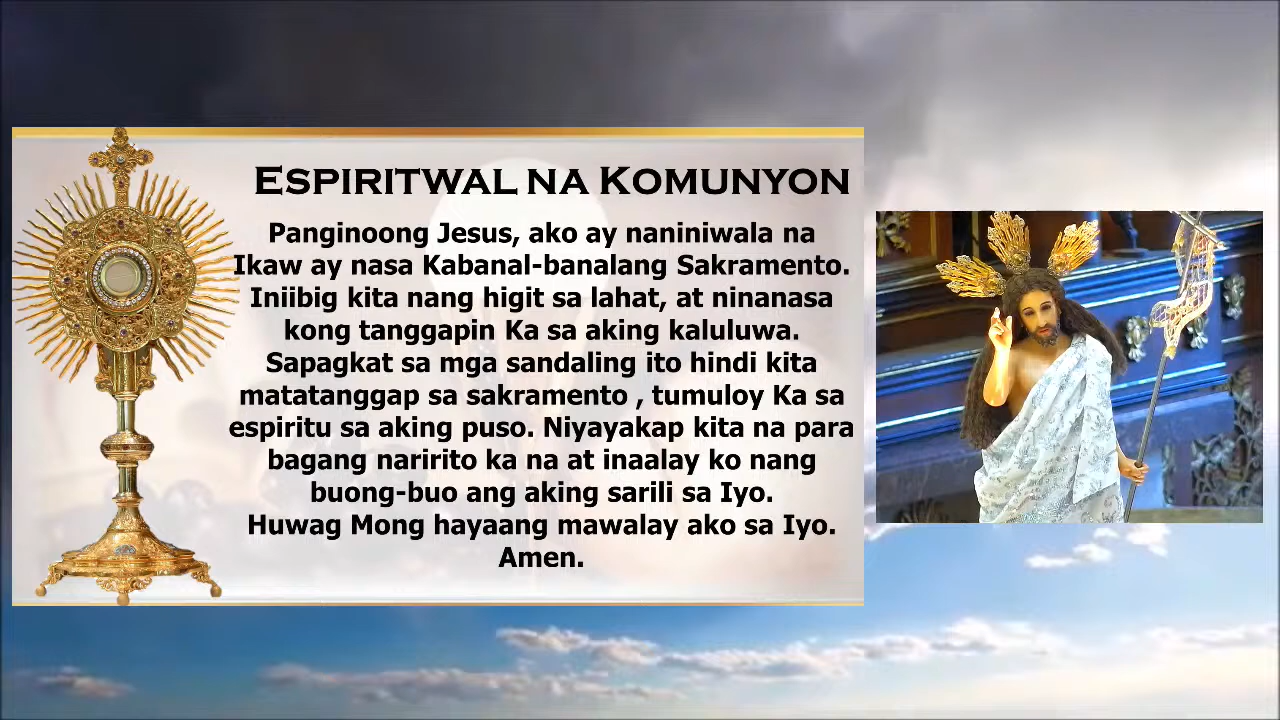 ESPIRITWAL NA KOMUNYON
Panginoong Jesus, ako ay naniniwala na
Ikaw ay nasa Kabanal-banalang Sakramento.
Iniibig kita nang higit sa lahat, at ninanasa
kong tanggapin Ka sa aking kaluluwa.
Sapagkat sa mga sandaling ito hindi kita
matatanggap sa sakramento , tumuloy Ka sa
espiritu sa aking puso. Niyayakap kita na para
bagang naririto ka na at inaalay ko nang
buong-buo ang aking sarili sa Iyo.
Huwag Mong hayaang mawalay ako sa Iyo.
Amen.